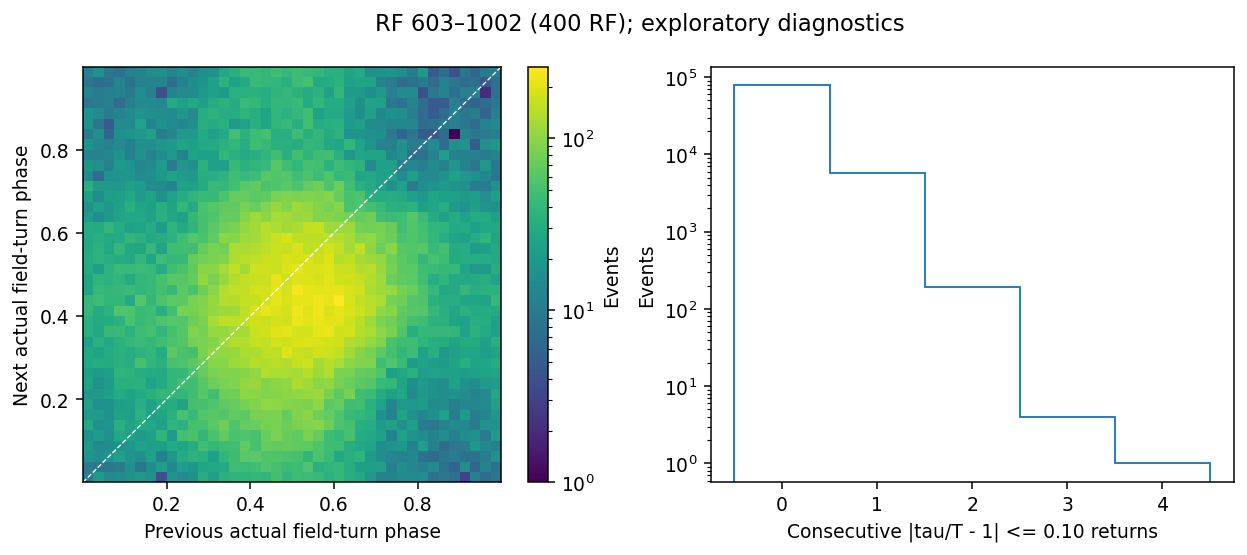 RF 603–1002 (400 RF); exploratory diagnostics
Next actual field-turn phase
0.8
0.6
0.4
0.2
0.2 0.4 0.6 0.8
Previous actual field-turn phase
10²
10¹
10⁰
Events
Events
10⁵
10⁴
10³
10²
10¹
10⁰
0 1 2 3 4
Consecutive |tau/T - 1| <= 0.10 returns